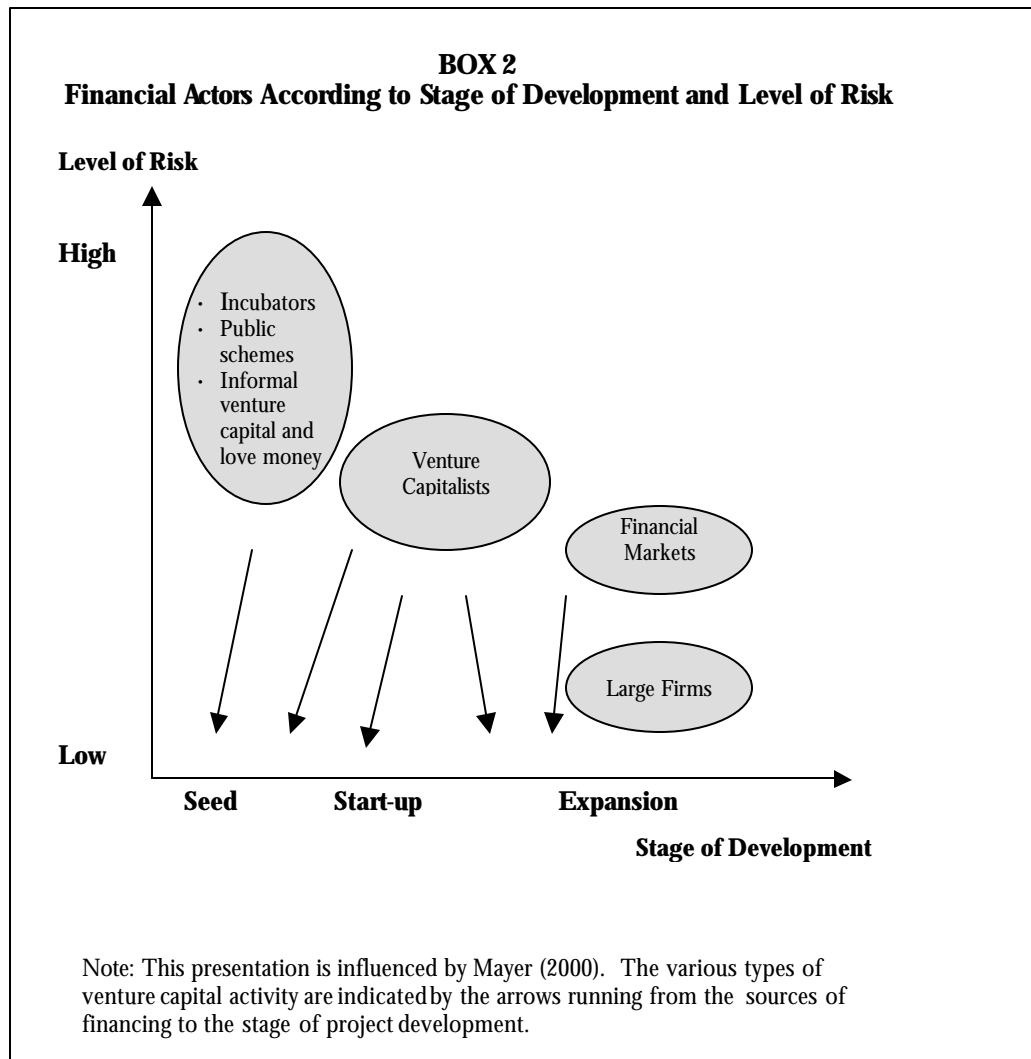 BOX 2
Financial Actors According to Stage of Development and Level of Risk
Level of Risk
High
· Incubators
· Public
schemes
· Informal
venture
capital and
love money
Venture
Capitalists
Financial
Markets
Large Firms
Low
Seed
Start-up
Expansion
Stage of Development
Note: This presentation is influenced by Mayer (2000). The various types of
venture capital activity are indicated by the arrows running from the sources of
financing to the stage of project development.